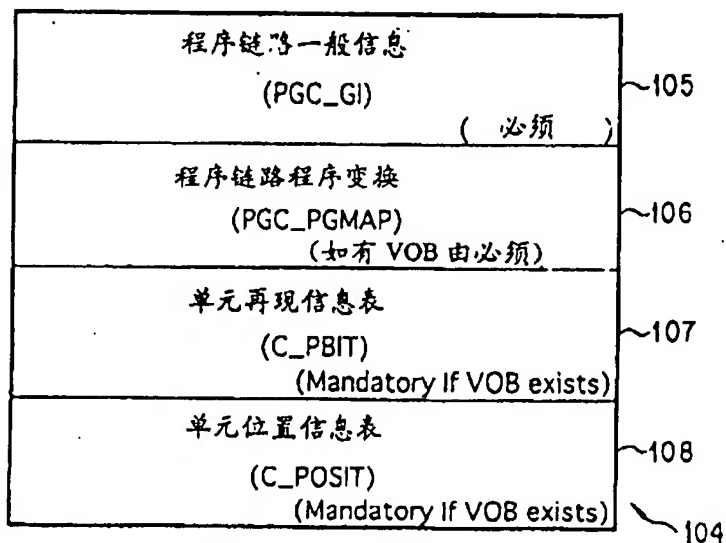 程序链路一般信息
(PGC_GI)
( 必须 )
105
程序链路程序变换
(PGC_PGMAP)
(如有 VOB 由必须)
106
单元再现信息表
(C_PBIT)
(Mandatory If VOB exists)
107
单元位置信息表
(C_POSIT)
(Mandatory If VOB exists)
108
104